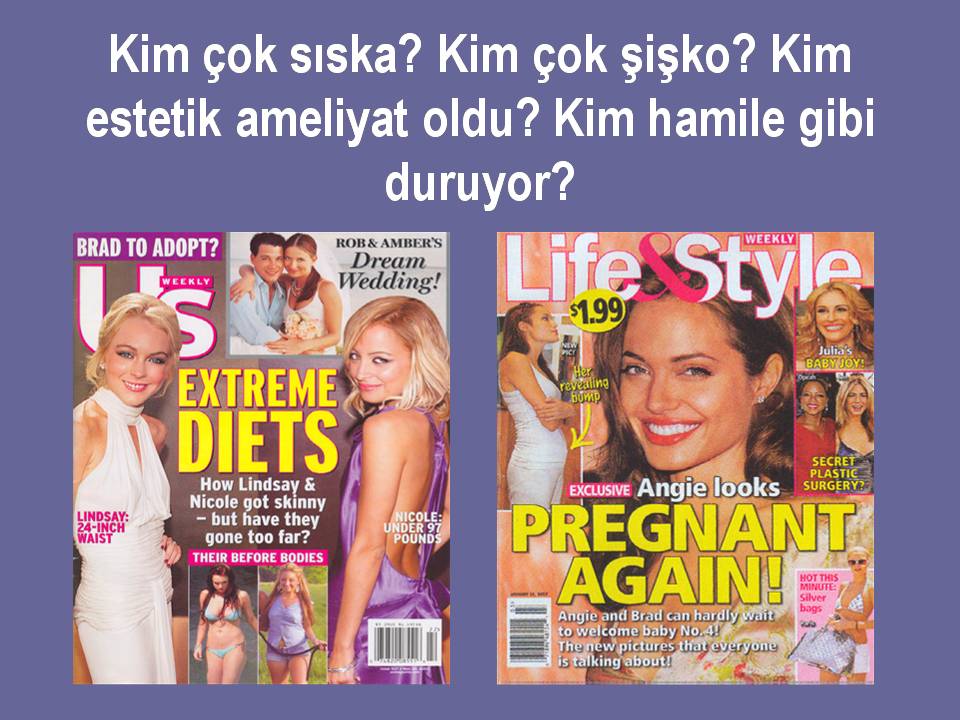 Kim çok sıska? Kim çok şişko? Kim
estetik ameliyat oldu? Kim hamile gibi
duruyor?
BRAD TO ADOPT?
Us
WEEKLY
ROB & AMBER'S
Dream
Wedding!
EXTREME
DIETS
How Lindsay &
Nicole got skinny
– but have they
gone too far?
LINDSAY:
24-INCH
WAIST
NICOLE:
UNDER 97
POUNDS
THEIR BEFORE BODIES
Life&Style
WEEKLY
$1.99
NEW
PIC!
Her
revealing
bump
Julia's
BABY JOY!
Oprah
SECRET
PLASTIC
SURGERY?
EXCLUSIVE Angie looks
PREGNANT
AGAIN!
Angie and Brad can hardly wait
to welcome baby No. 4!
The new pictures that everyone
is talking about!
HOT THIS
MINUTE:
Silver
bags